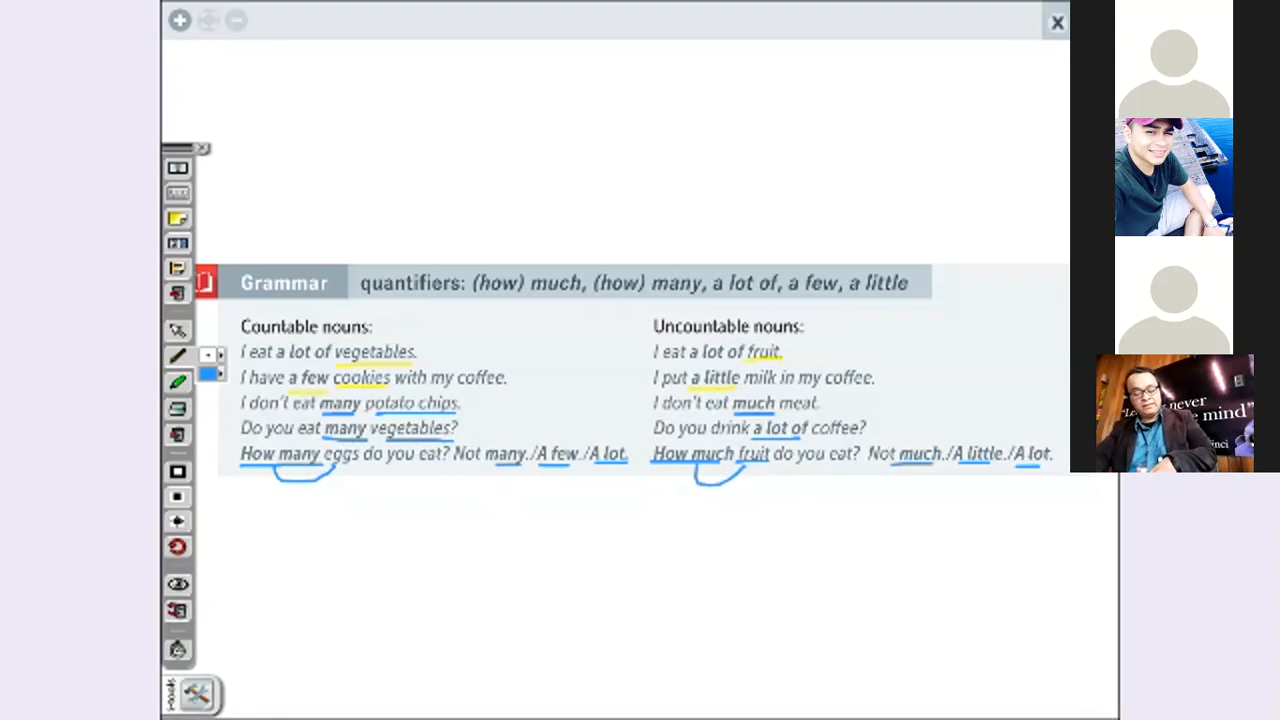 X
Grammar quantifiers: (how) much, (how) many, a lot of, a few, a little
Countable nouns:
I eat a lot of vegetables.
I have a few cookies with my coffee.
I don't eat many potato chips.
Do you eat many vegetables?
How many eggs do you eat? Not many./A few./A lot.
Uncountable nouns:
I eat a lot of fruit.
I put a little milk in my coffee.
I don't eat much meat.
Do you drink a lot of coffee?
How much fruit do you eat? Not much./A little./A lot.
i-tools
never
mind"